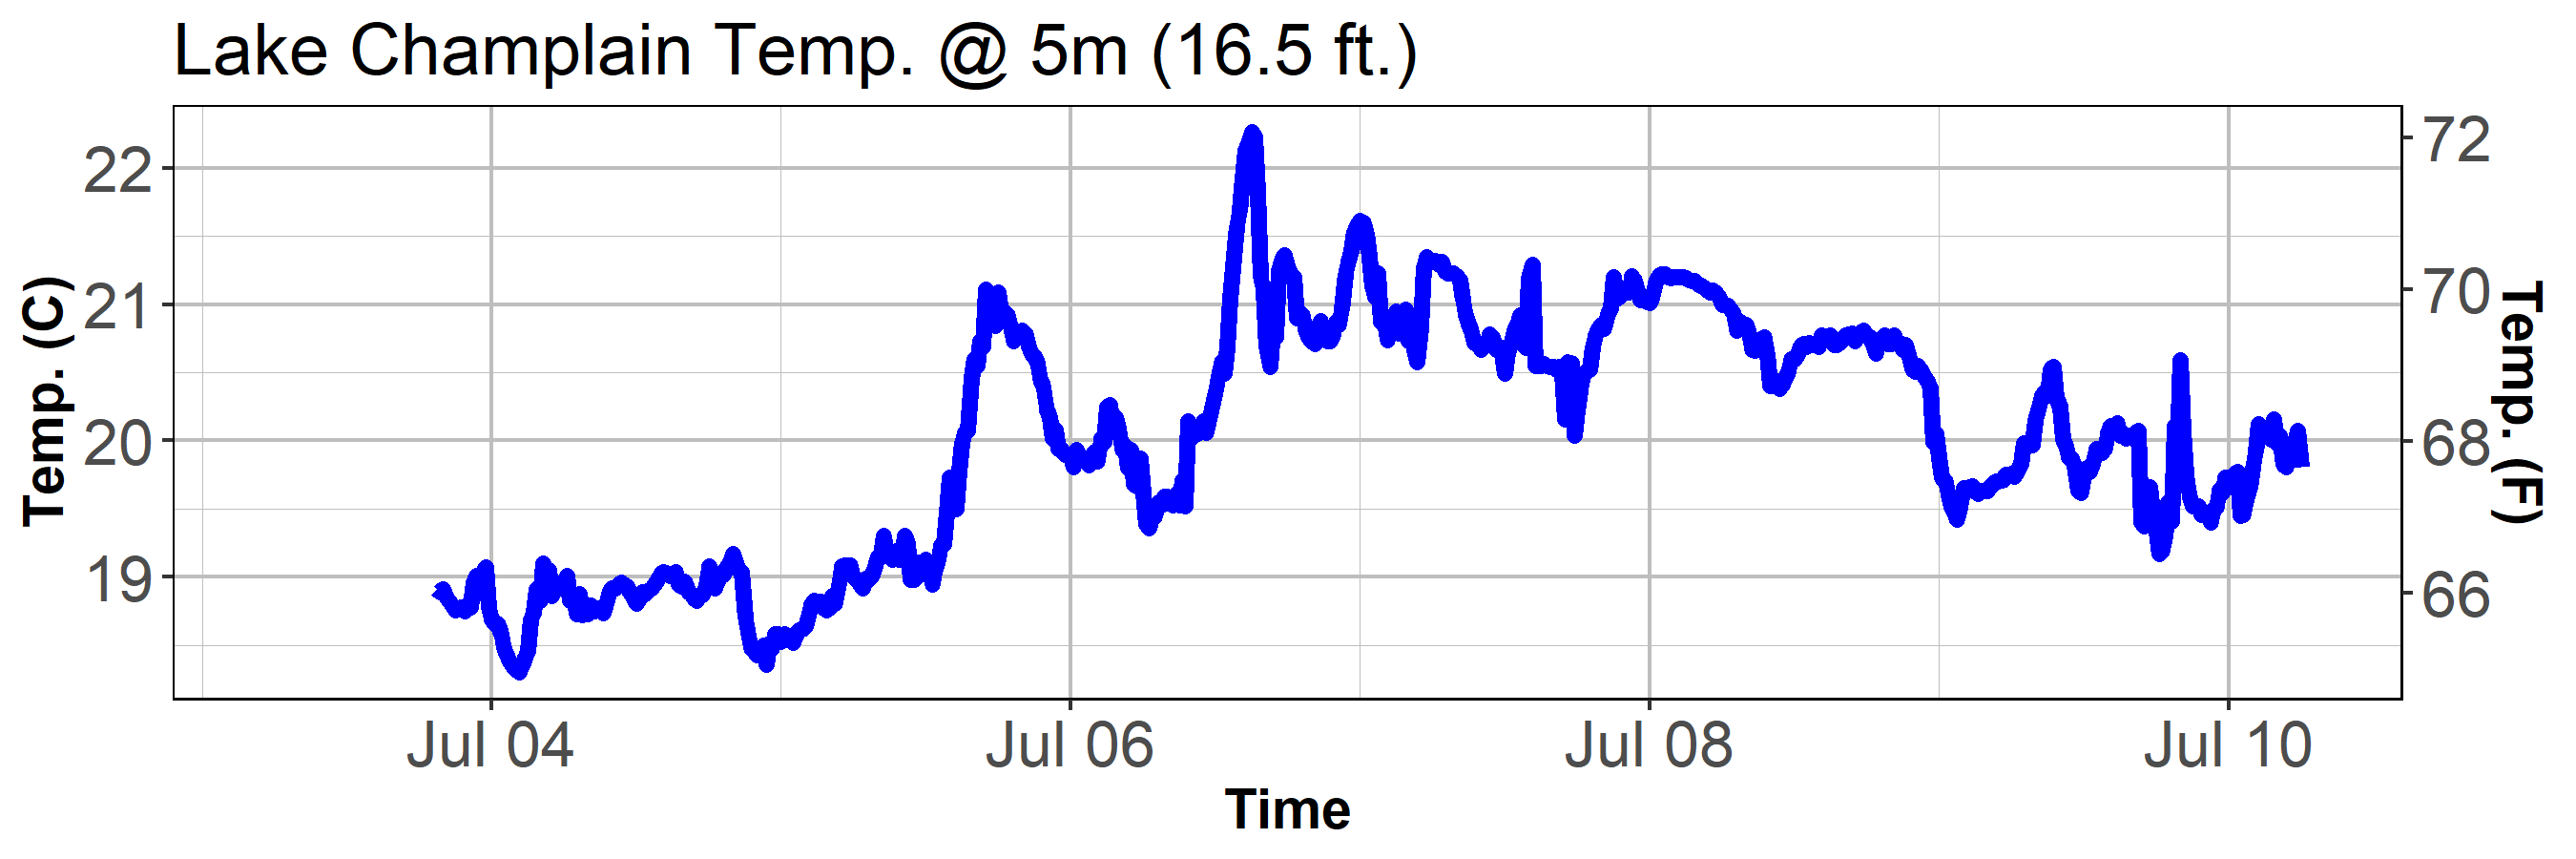 Lake Champlain Temp. @ 5m (16.5 ft.)
Temp. (C)
22
21
20
19
72
70
68
66
Temp. (F)
Jul 04 Jul 06 Jul 08 Jul 10
Time